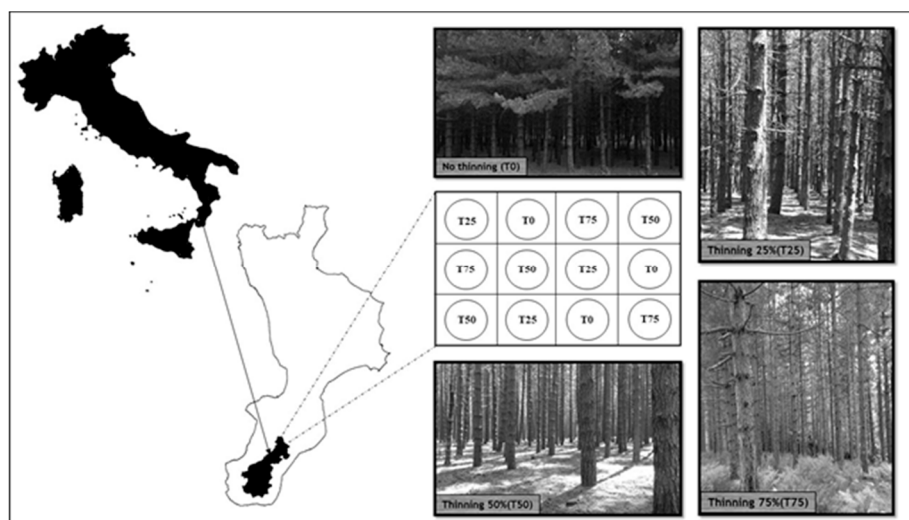 No thinning (T0)
Thinning 25%(T25)
T25 T0 T75 T50
T75 T50 T25 T0
T50 T25 T0 T75
Thinning 50%(T50)
Thinning 75%(T75)